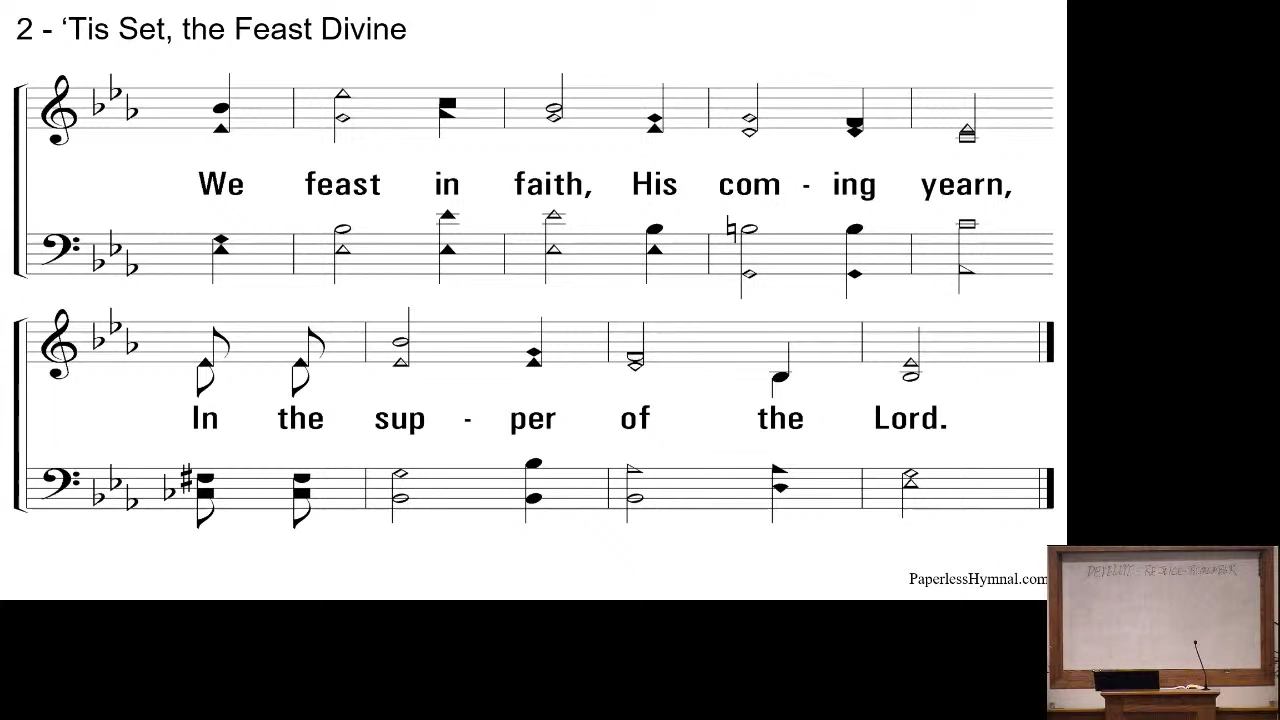 2 - ‘Tis Set, the Feast Divine
We feast in faith, His com - ing yearn,
In the sup - per of the Lord.
PaperlessHymnal.com